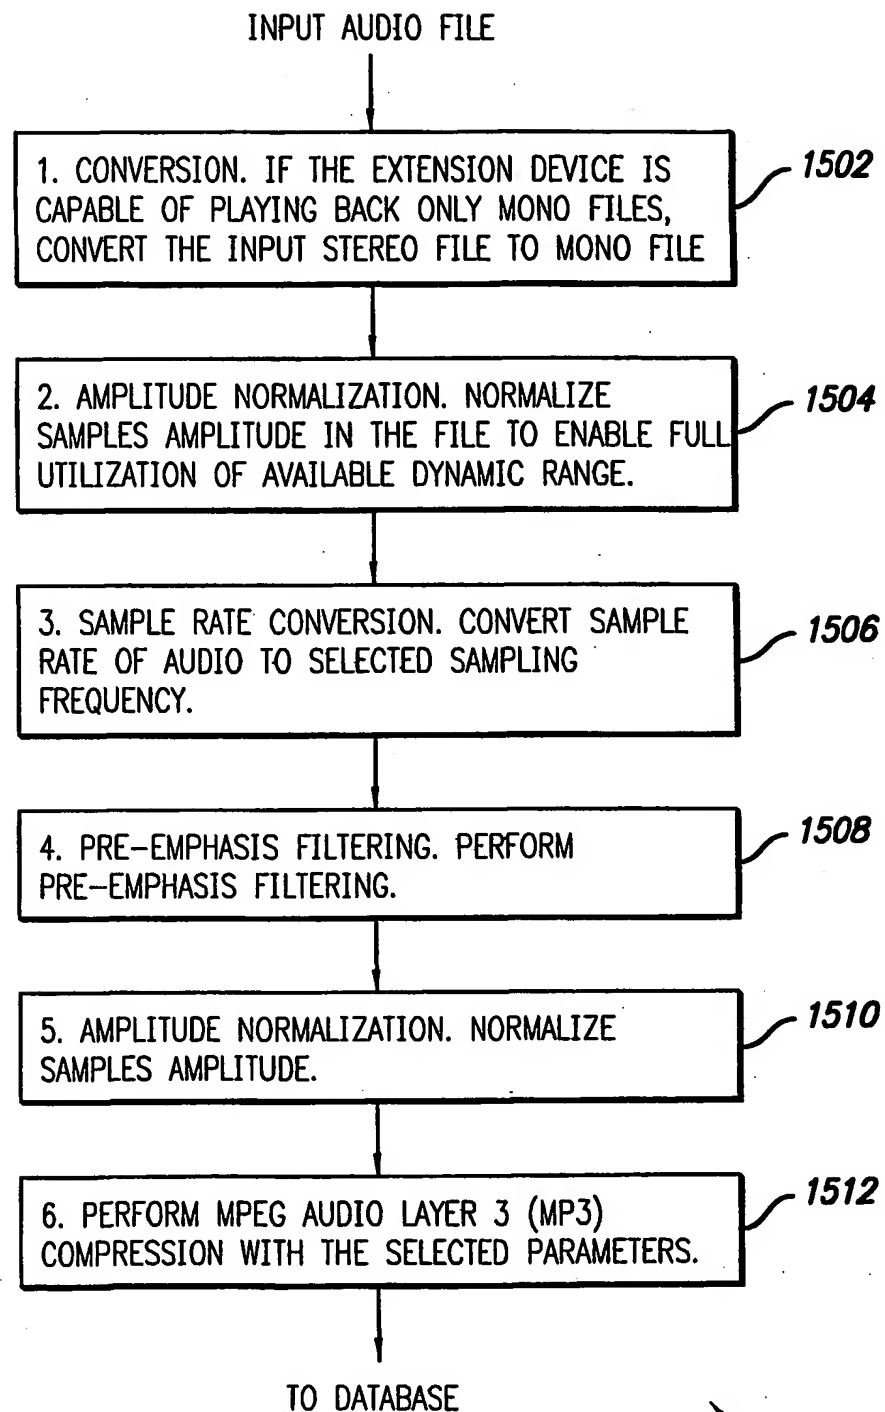 INPUT AUDIO FILE
1. CONVERSION. IF THE EXTENSION DEVICE IS
CAPABLE OF PLAYING BACK ONLY MONO FILES,
CONVERT THE INPUT STEREO FILE TO MONO FILE
1502
2. AMPLITUDE NORMALIZATION. NORMALIZE
SAMPLES AMPLITUDE IN THE FILE TO ENABLE FULL
UTILIZATION OF AVAILABLE DYNAMIC RANGE.
1504
3. SAMPLE RATE CONVERSION. CONVERT SAMPLE
RATE OF AUDIO TO SELECTED SAMPLING
FREQUENCY.
1506
4. PRE-EMPHASIS FILTERING. PERFORM
PRE-EMPHASIS FILTERING.
1508
5. AMPLITUDE NORMALIZATION. NORMALIZE
SAMPLES AMPLITUDE.
1510
6. PERFORM MPEG AUDIO LAYER 3 (MP3)
COMPRESSION WITH THE SELECTED PARAMETERS.
1512
TO DATABASE